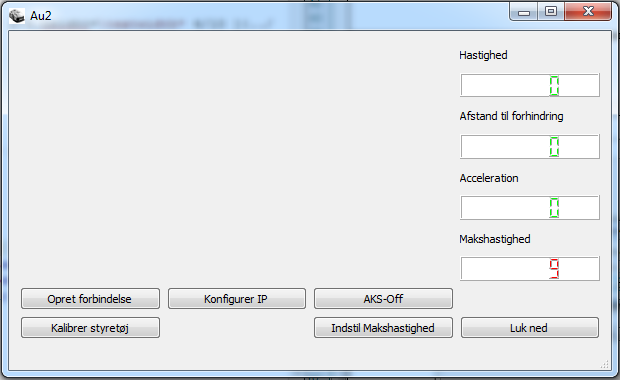 Au2
Hastighed
0
Afstand til forhindring
0
Acceleration
0
Makshastighed
9
Opret forbindelse
Konfigurer IP
AKS-Off
Kalibrer styretøj
Indstil Makshastighed
Luk ned